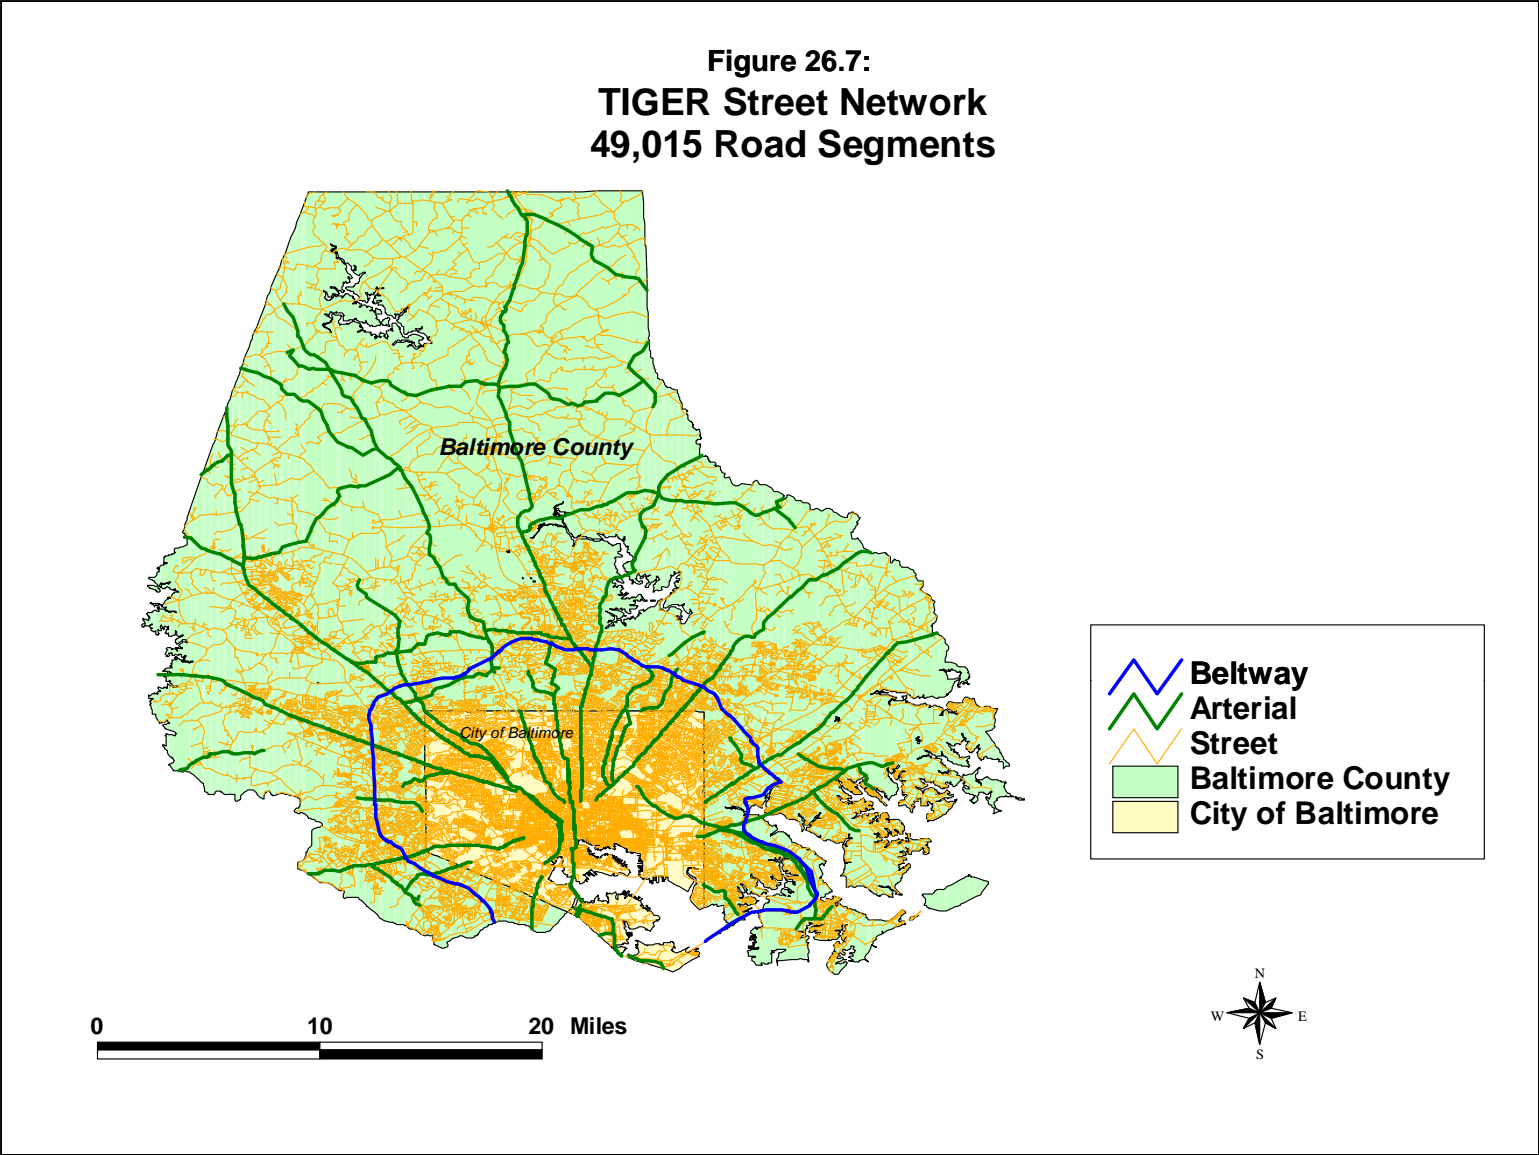 Figure 26.7:
TIGER Street Network
49,015 Road Segments
Baltimore County
City of Baltimore
Beltway
Arterial
Street
Baltimore County
City of Baltimore
0 10 20 Miles
N
W E
S